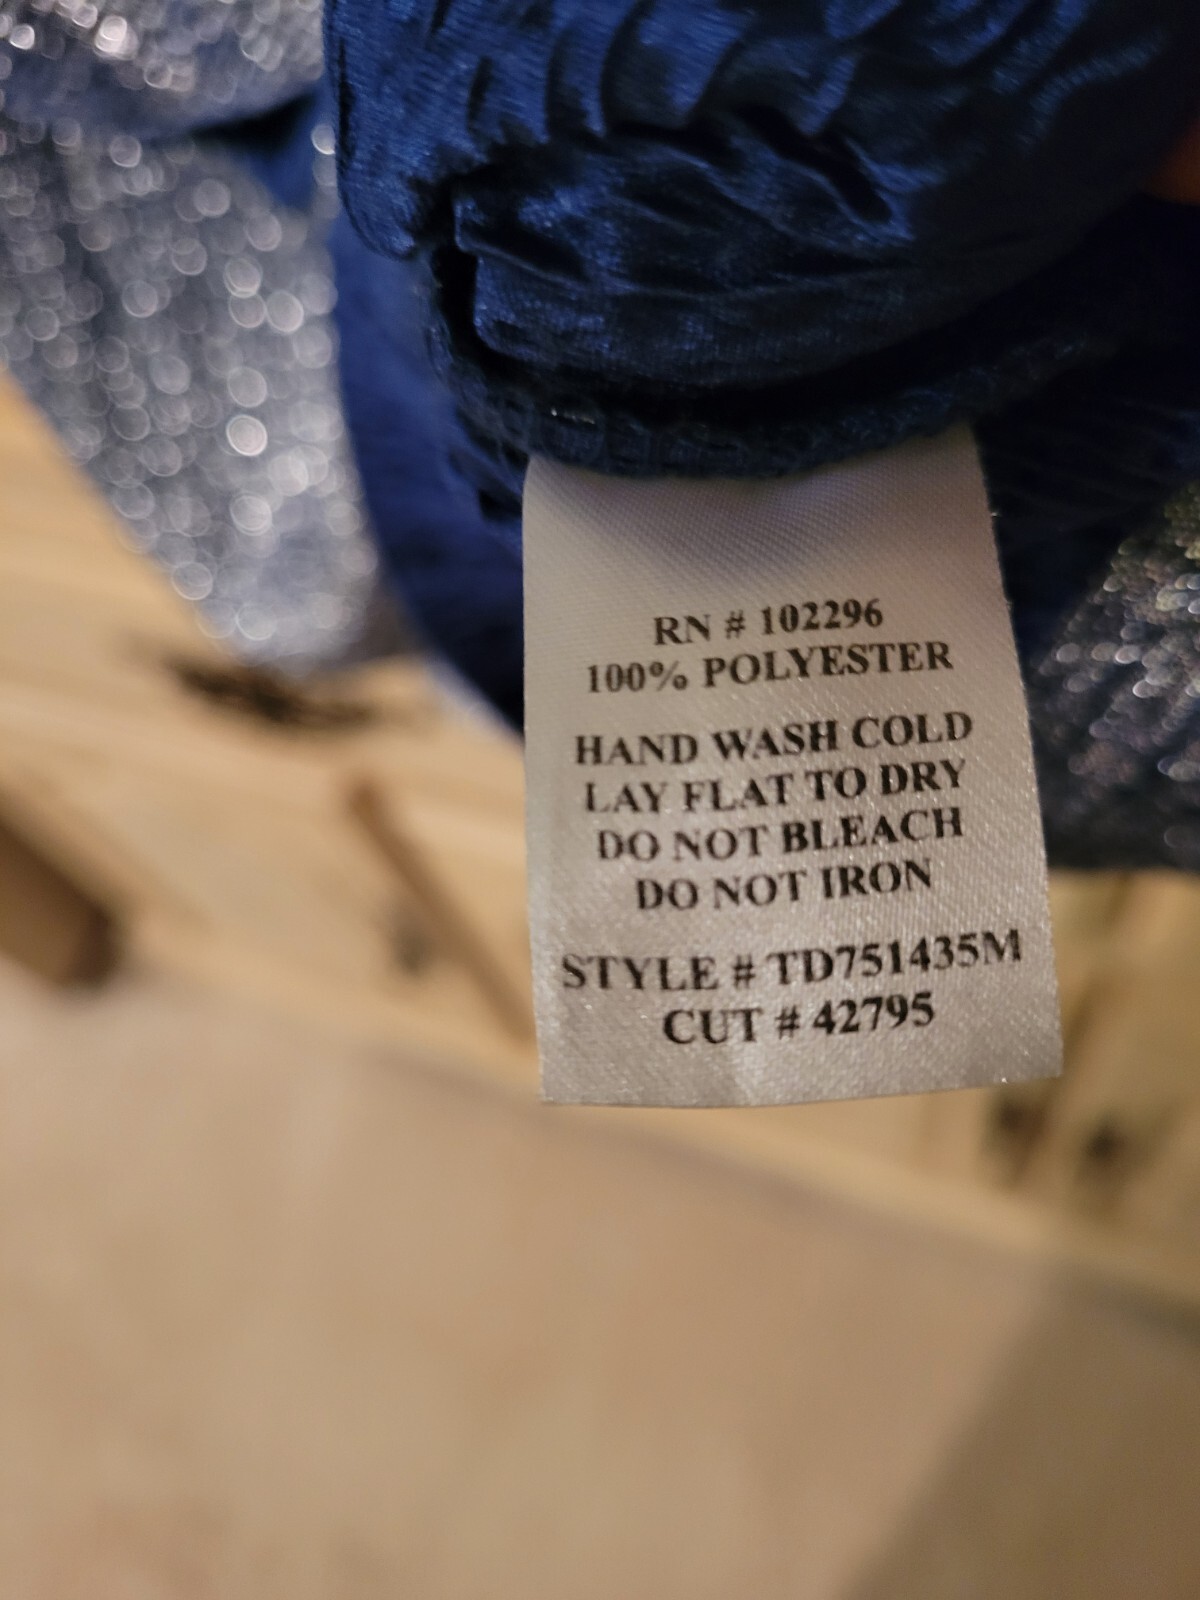 RN # 102296
100% POLYESTER
HAND WASH COLD
LAY FLAT TO DRY
DO NOT BLEACH
DO NOT IRON
STYLE # TD751435M
CUT # 42795